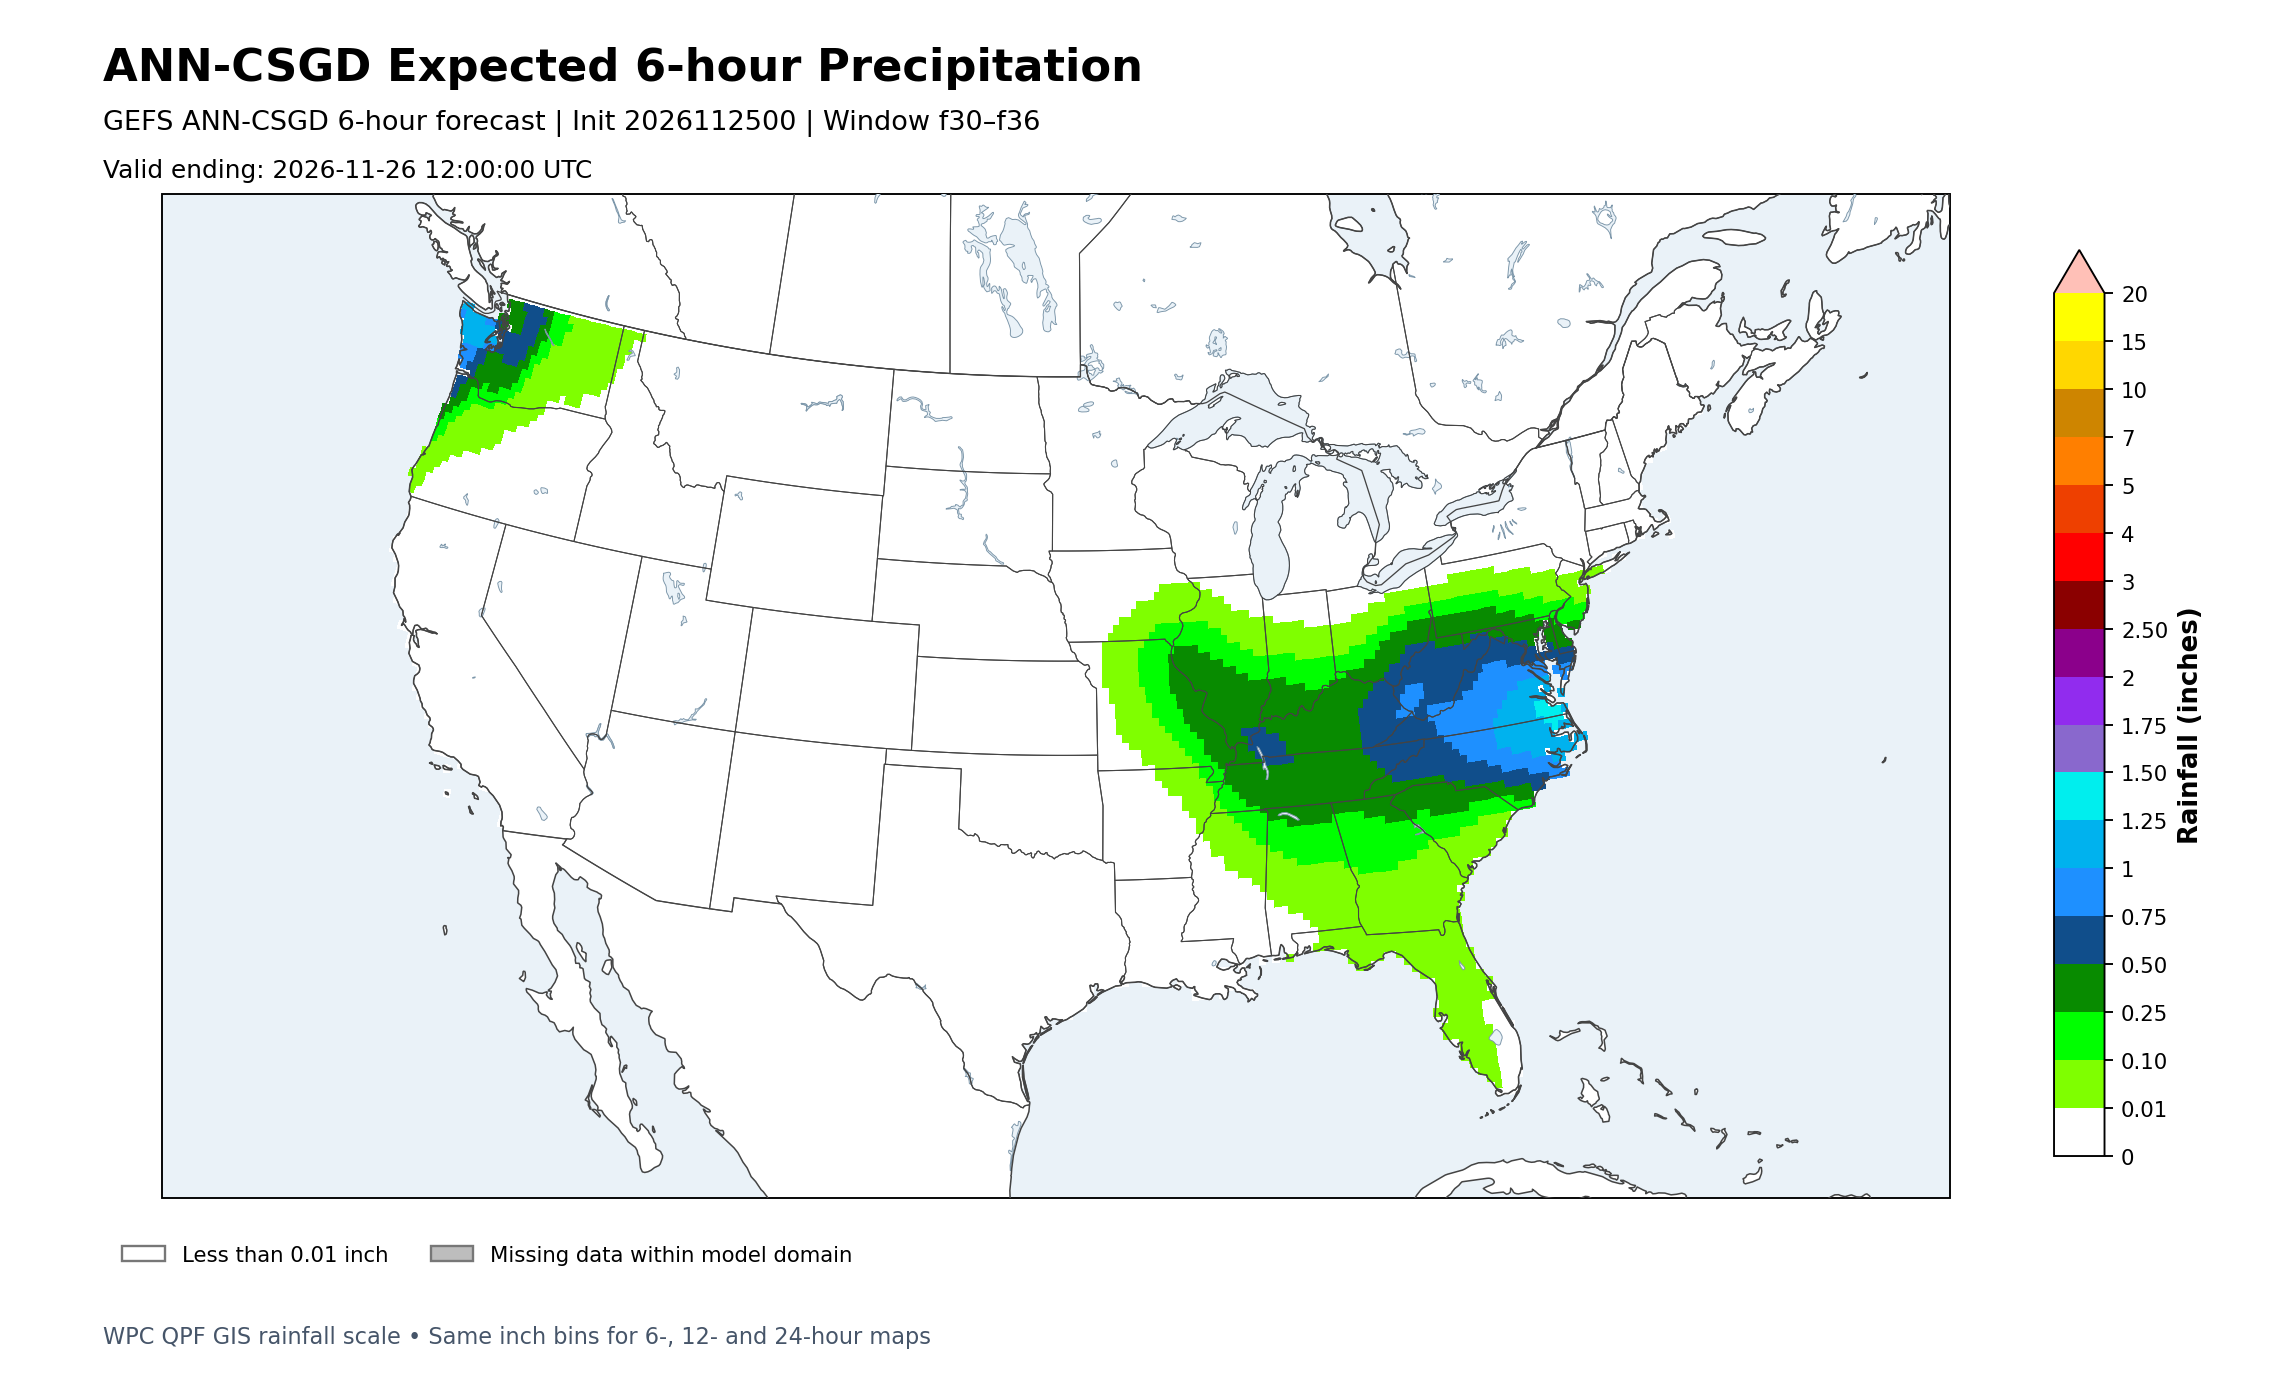 ANN-CSGD Expected 6-hour Precipitation
GEFS ANN-CSGD 6-hour forecast | Init 2026112500 | Window f30–f36
Valid ending: 2026-11-26 12:00:00 UTC
20
15
10
7
5
4
3
2.50
2
1.75
1.50
1.25
1
0.75
0.50
0.25
0.10
0.01
0
Rainfall (inches)
Less than 0.01 inch
Missing data within model domain
WPC QPF GIS rainfall scale • Same inch bins for 6-, 12- and 24-hour maps